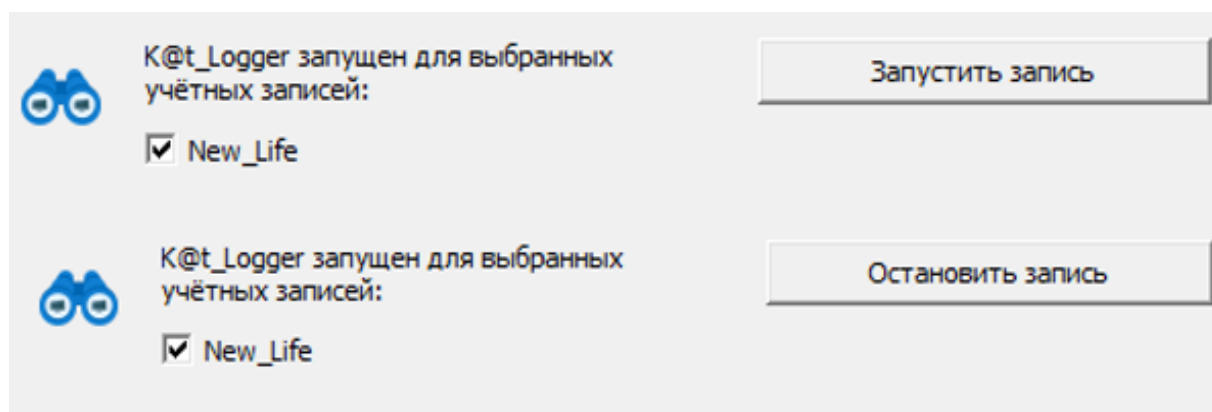 K@t_Logger запущен для выбранных
учётных записей:
Запустить запись
New_Life
K@t_Logger запущен для выбранных
учётных записей:
Остановить запись
New_Life